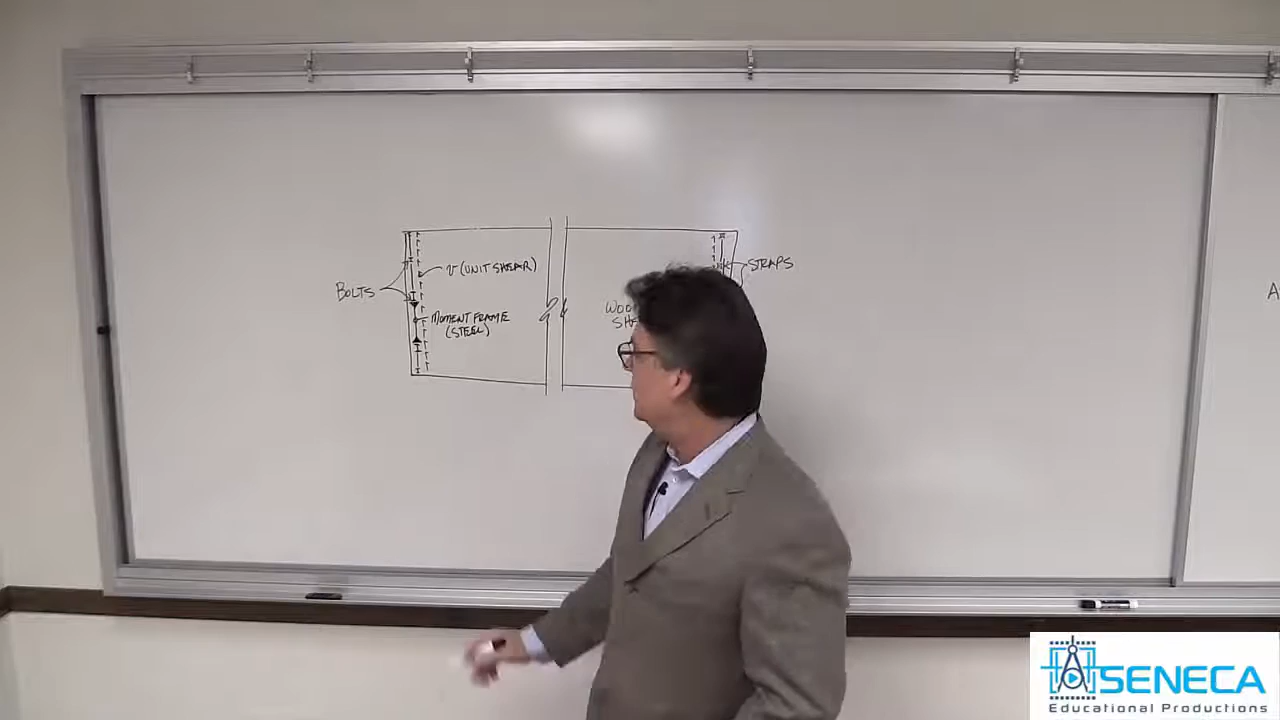 v (UNIT SHEAR)
STRAPS
BOLTS
MOMENT FRAME
(STEEL)
SENECA
Educational Productions